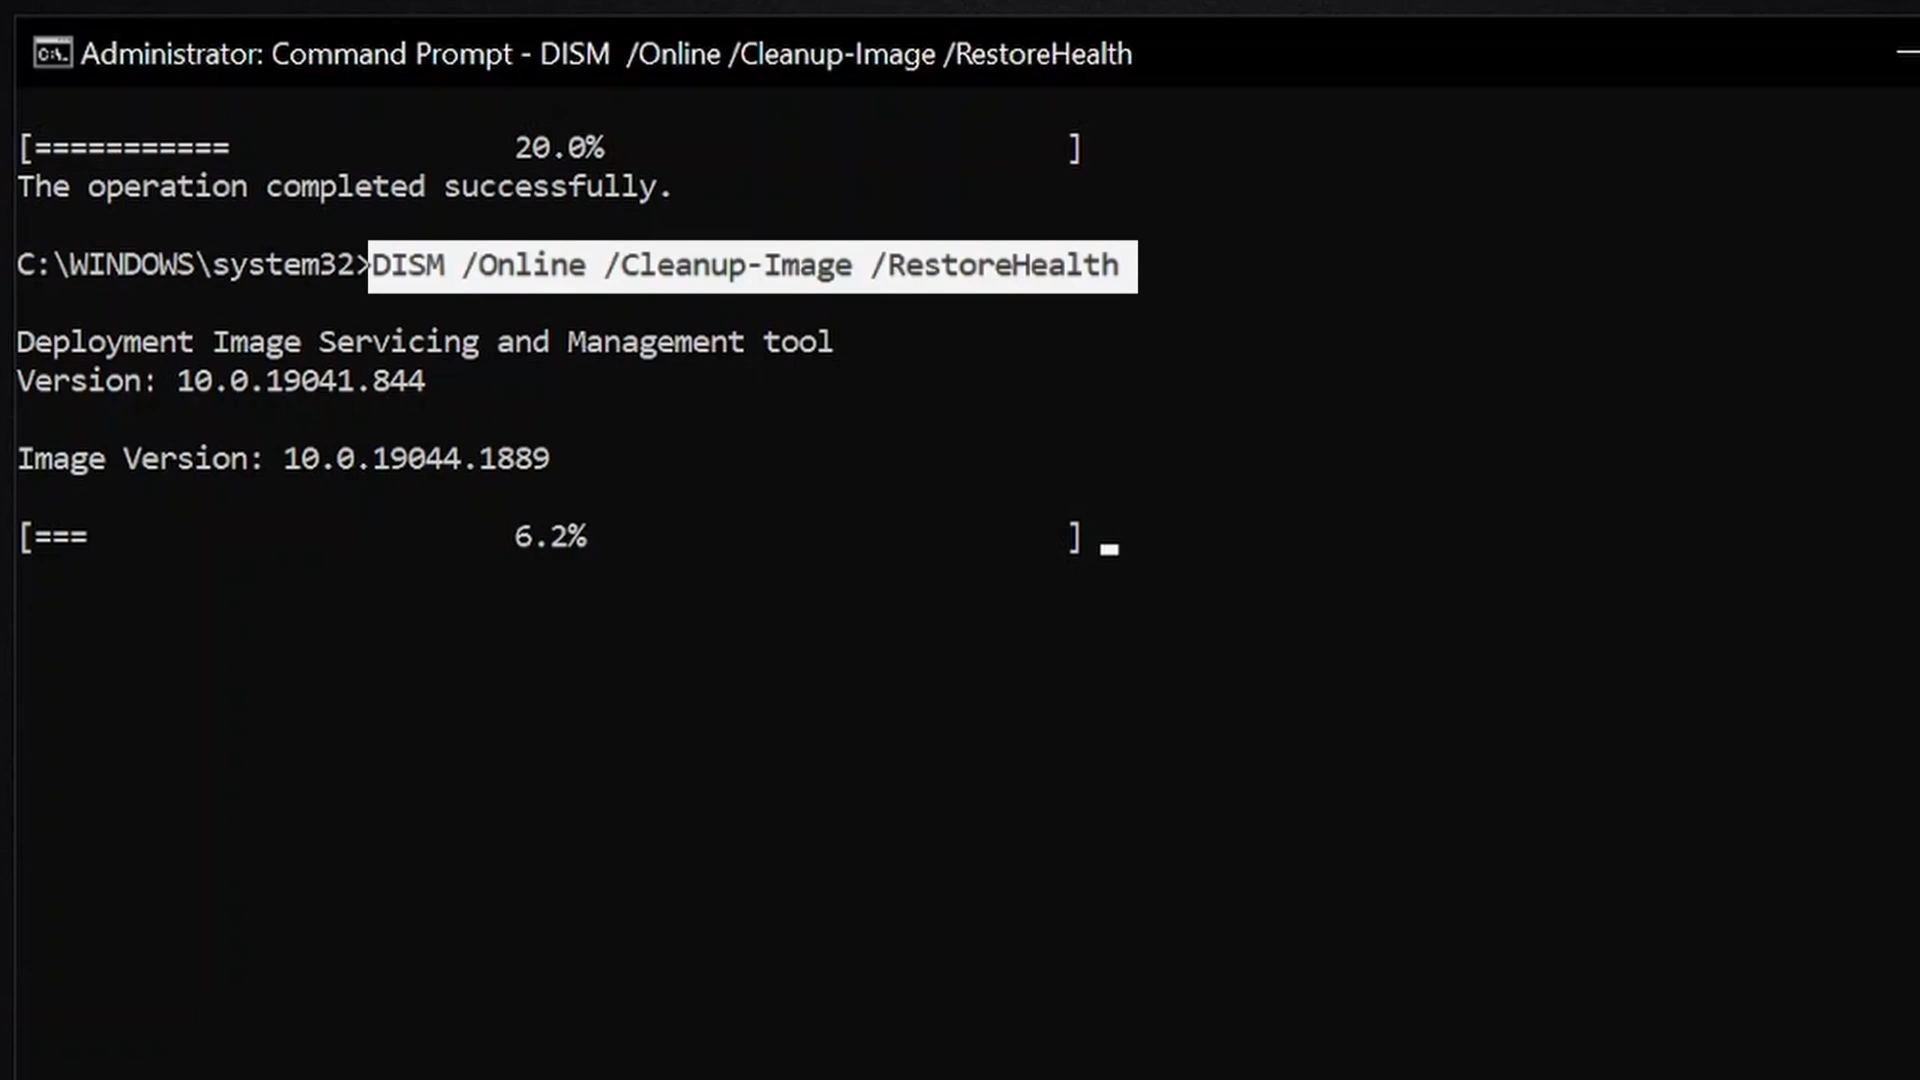 Administrator: Command Prompt - DISM  /Online /Cleanup-Image /RestoreHealth
[===========                20.0%                          ]
The operation completed successfully.
C:\WINDOWS\system32>DISM /Online /Cleanup-Image /RestoreHealth
Deployment Image Servicing and Management tool
Version: 10.0.19041.844
Image Version: 10.0.19044.1889
[===                        6.2%                           ]